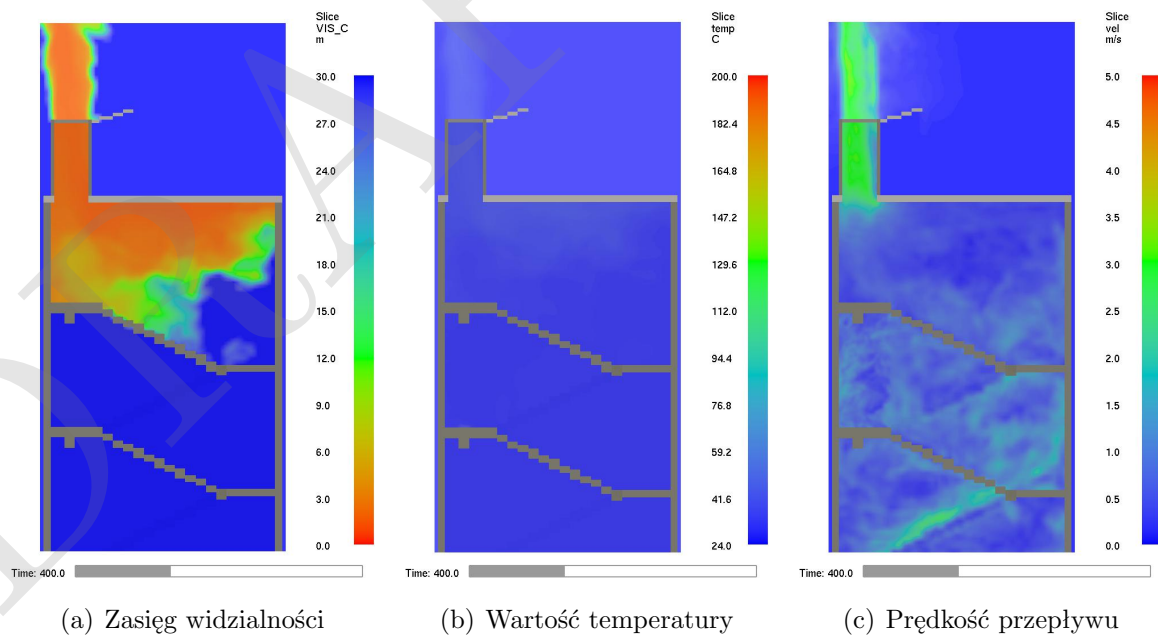 Slice
VIS_C
m
30.0
27.0
24.0
21.0
18.0
15.0
12.0
9.0
6.0
3.0
0.0
Time: 400.0
Slice
temp
C
200.0
182.4
164.8
147.2
129.6
112.0
94.4
76.8
59.2
41.6
24.0
Time: 400.0
Slice
vel
m/s
5.0
4.5
4.0
3.5
3.0
2.5
2.0
1.5
1.0
0.5
0.0
Time: 400.0
(a) Zasięg widzialności
(b) Wartość temperatury
(c) Prędkość przepływu
DRAF